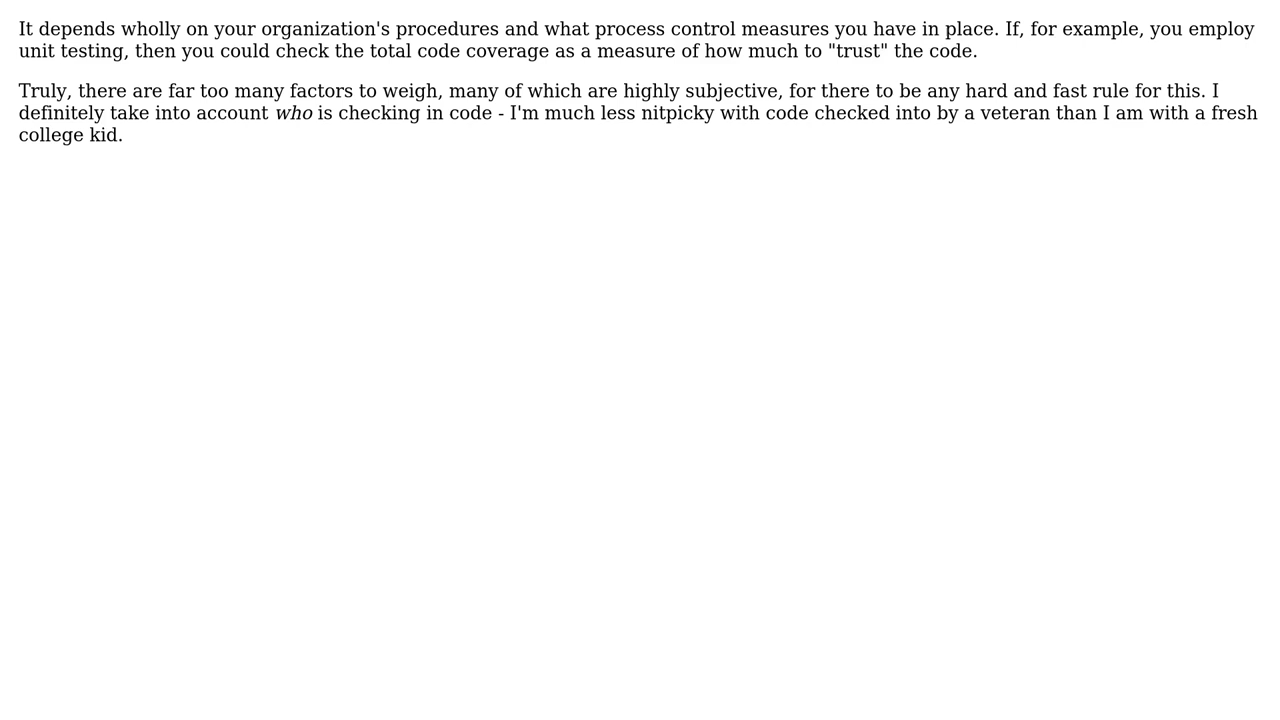 It depends wholly on your organization's procedures and what process control measures you have in place. If, for example, you employ
unit testing, then you could check the total code coverage as a measure of how much to "trust" the code.
Truly, there are far too many factors to weigh, many of which are highly subjective, for there to be any hard and fast rule for this. I
definitely take into account who is checking in code - I'm much less nitpicky with code checked into by a veteran than I am with a fresh
college kid.